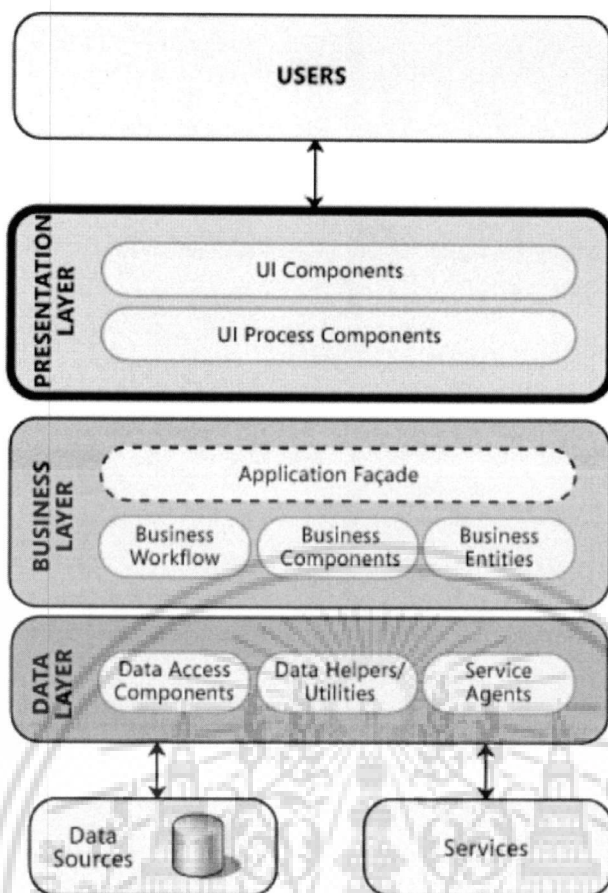 USERS
PRESENTATION
LAYER
UI Components
UI Process Components
BUSINESS
LAYER
Application Façade
Business
Workflow
Business
Components
Business
Entities
DATA
LAYER
Data Access
Components
Data Helpers/
Utilities
Service
Agents
Data
Sources
Services